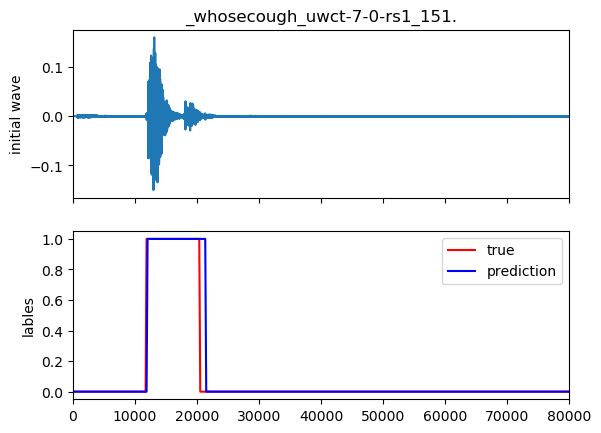 _whosecough_uwct-7-0-rs1_151.
initial wave
0.1
0.0
−0.1
lables
1.0
0.8
0.6
0.4
0.2
0.0
true
prediction
0 10000 20000 30000 40000 50000 60000 70000 80000